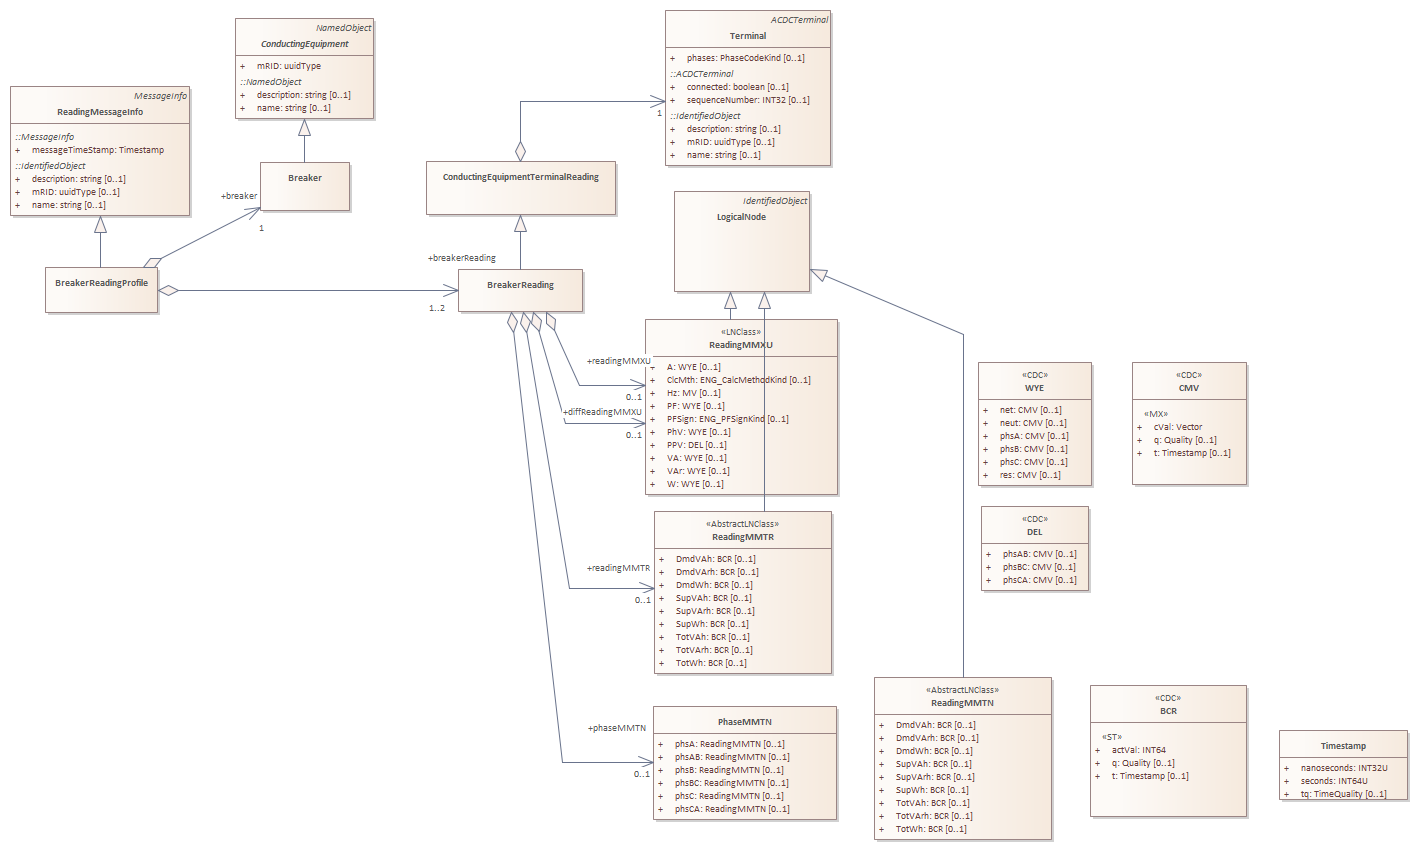 MessageInfo
ReadingMessageInfo
::MessageInfo
+ messageTimeStamp: Timestamp
::IdentifiedObject
+ description: string [0..1]
+ mRID: uuidType [0..1]
+ name: string [0..1]
NamedObject
ConductingEquipment
+ mRID: uuidType
::NamedObject
+ description: string [0..1]
+ name: string [0..1]
Breaker
+breaker
1
BreakerReadingProfile
ACDCTerminal
Terminal
+ phases: PhaseCodeKind [0..1]
::ACDCTerminal
+ connected: boolean [0..1]
+ sequenceNumber: INT32 [0..1]
::IdentifiedObject
+ description: string [0..1]
+ mRID: uuidType [0..1]
+ name: string [0..1]
1
ConductingEquipmentTerminalReading
+breakerReading
1..2
BreakerReading
IdentifiedObject
LogicalNode
«LNClass»
ReadingMMXU
+ A: WYE [0..1]
+ ClcMth: ENG_CalcMethodKind [0..1]
+ Hz: MV [0..1]
+ PF: WYE [0..1]
+ PFSign: ENG_PFSignKind [0..1]
+ PhV: WYE [0..1]
+ PPV: DEL [0..1]
+ VA: WYE [0..1]
+ VAr: WYE [0..1]
+ W: WYE [0..1]
+readingMMXU
0..1
+diffReadingMMXU
0..1
«AbstractLNClass»
ReadingMMTR
+ DmdVAh: BCR [0..1]
+ DmdVArh: BCR [0..1]
+ DmdWh: BCR [0..1]
+ SupVAh: BCR [0..1]
+ SupVArh: BCR [0..1]
+ SupWh: BCR [0..1]
+ TotVAh: BCR [0..1]
+ TotVArh: BCR [0..1]
+ TotWh: BCR [0..1]
+readingMMTR
0..1
PhaseMMTN
+ phsA: ReadingMMTN [0..1]
+ phsAB: ReadingMMTN [0..1]
+ phsB: ReadingMMTN [0..1]
+ phsBC: ReadingMMTN [0..1]
+ phsC: ReadingMMTN [0..1]
+ phsCA: ReadingMMTN [0..1]
+phaseMMTN
0..1
«AbstractLNClass»
ReadingMMTN
+ DmdVAh: BCR [0..1]
+ DmdVArh: BCR [0..1]
+ DmdWh: BCR [0..1]
+ SupVAh: BCR [0..1]
+ SupVArh: BCR [0..1]
+ SupWh: BCR [0..1]
+ TotVAh: BCR [0..1]
+ TotVArh: BCR [0..1]
+ TotWh: BCR [0..1]
«CDC»
WYE
+ net: CMV [0..1]
+ neut: CMV [0..1]
+ phsA: CMV [0..1]
+ phsB: CMV [0..1]
+ phsC: CMV [0..1]
+ res: CMV [0..1]
«CDC»
CMV
«MX»
+ cVal: Vector
+ q: Quality [0..1]
+ t: Timestamp [0..1]
«CDC»
DEL
+ phsAB: CMV [0..1]
+ phsBC: CMV [0..1]
+ phsCA: CMV [0..1]
«CDC»
BCR
«ST»
+ actVal: INT64
+ q: Quality [0..1]
+ t: Timestamp [0..1]
Timestamp
+ nanoseconds: INT32U
+ seconds: INT64U
+ tq: TimeQuality [0..1]